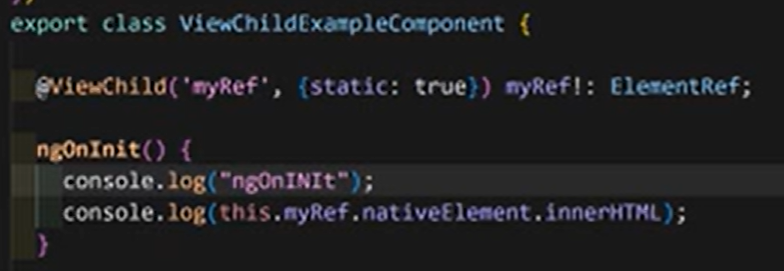 export class ViewChildExampleComponent {
@ViewChild('myRef', {static: true}) myRef!: ElementRef;
ngOnInit() {
console.log("ngOnINIt");
console.log(this.myRef.nativeElement.innerHTML);
}